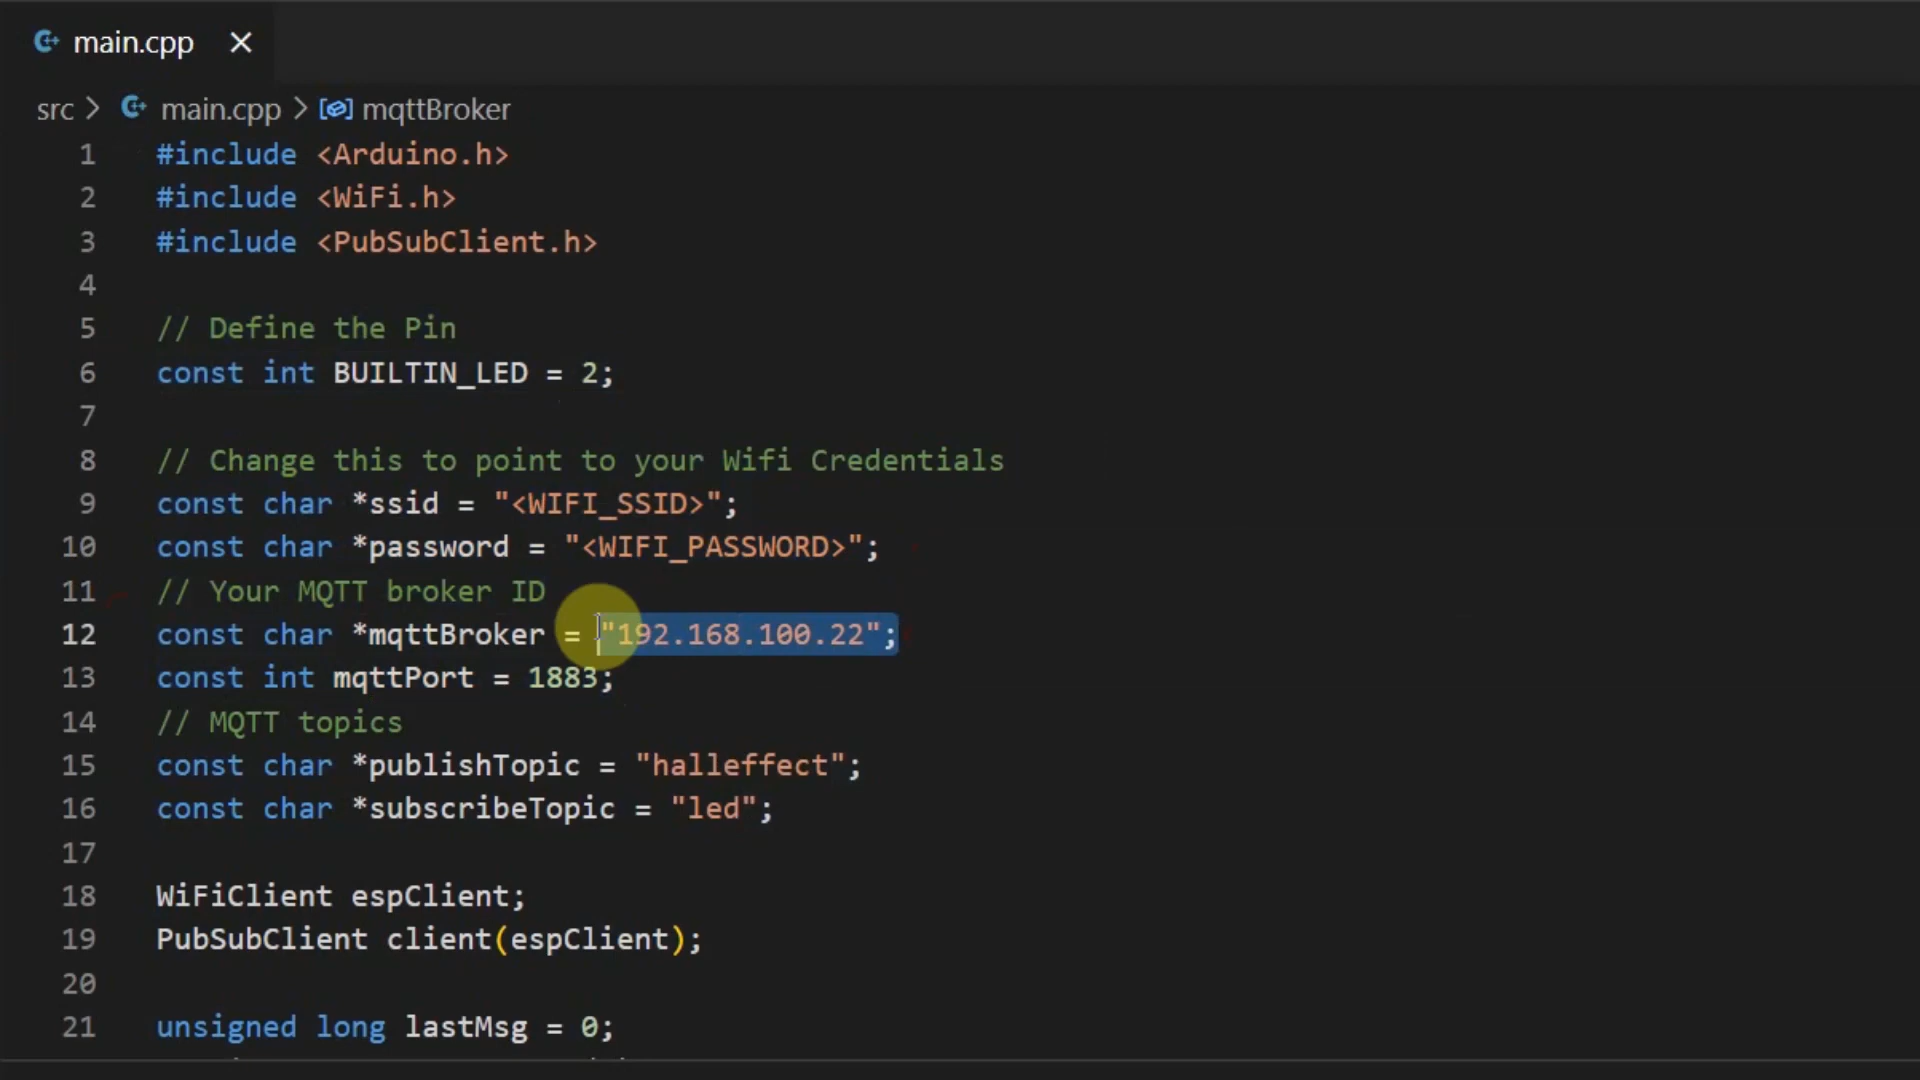 main.cpp
src > main.cpp > mqttBroker
1 #include <Arduino.h>
2 #include <WiFi.h>
3 #include <PubSubClient.h>
4
5 // Define the Pin
6 const int BUILTIN_LED = 2;
7
8 // Change this to point to your Wifi Credentials
9 const char *ssid = "<WIFI_SSID>";
10 const char *password = "<WIFI_PASSWORD>";
11 // Your MQTT broker ID
12 const char *mqttBroker = "192.168.100.22";
13 const int mqttPort = 1883;
14 // MQTT topics
15 const char *publishTopic = "halleffect";
16 const char *subscribeTopic = "led";
17
18 WiFiClient espClient;
19 PubSubClient client(espClient);
20
21 unsigned long lastMsg = 0;